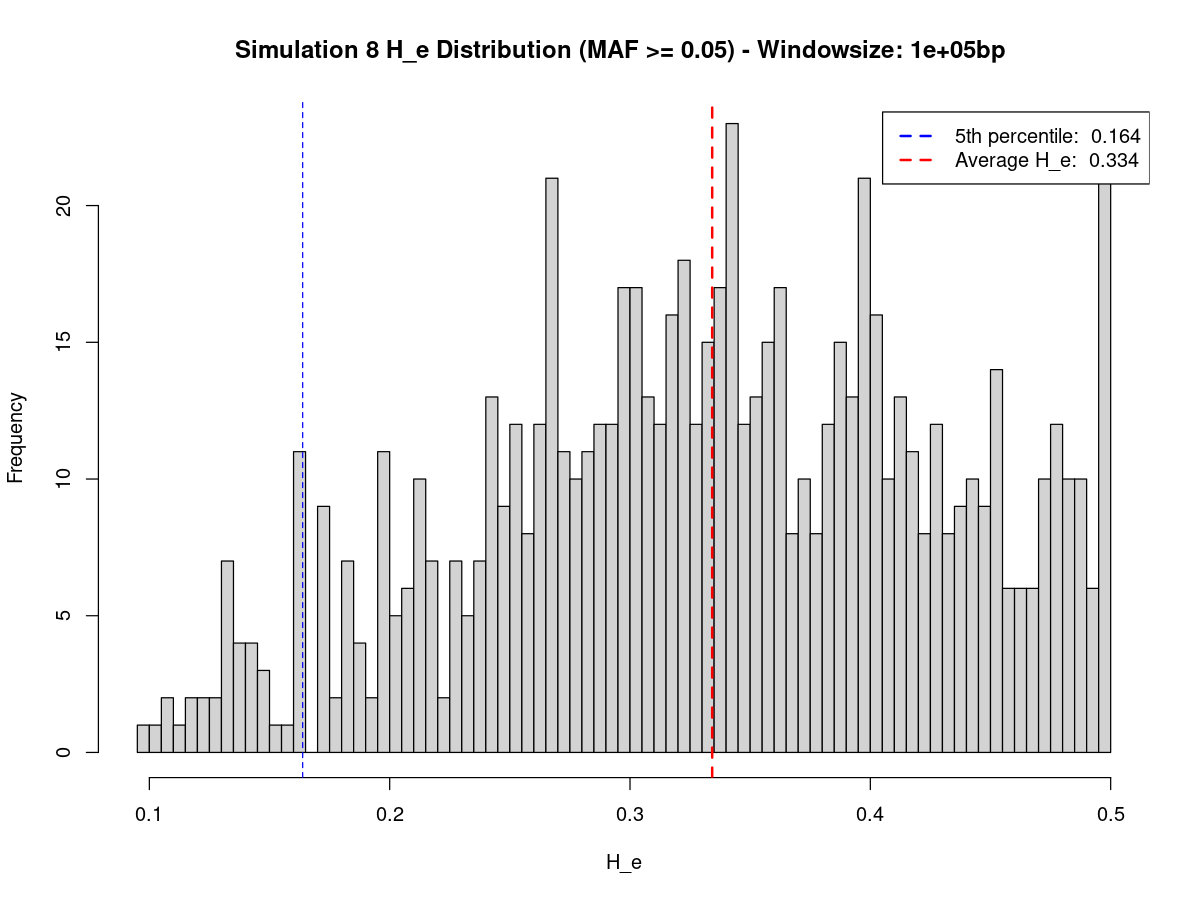 Simulation 8 H_e Distribution (MAF >= 0.05) - Windowsize: 1e+05bp
5th percentile: 0.164
Average H_e: 0.334
Frequency
20
15
10
5
0
0.1 0.2 0.3 0.4 0.5
H_e